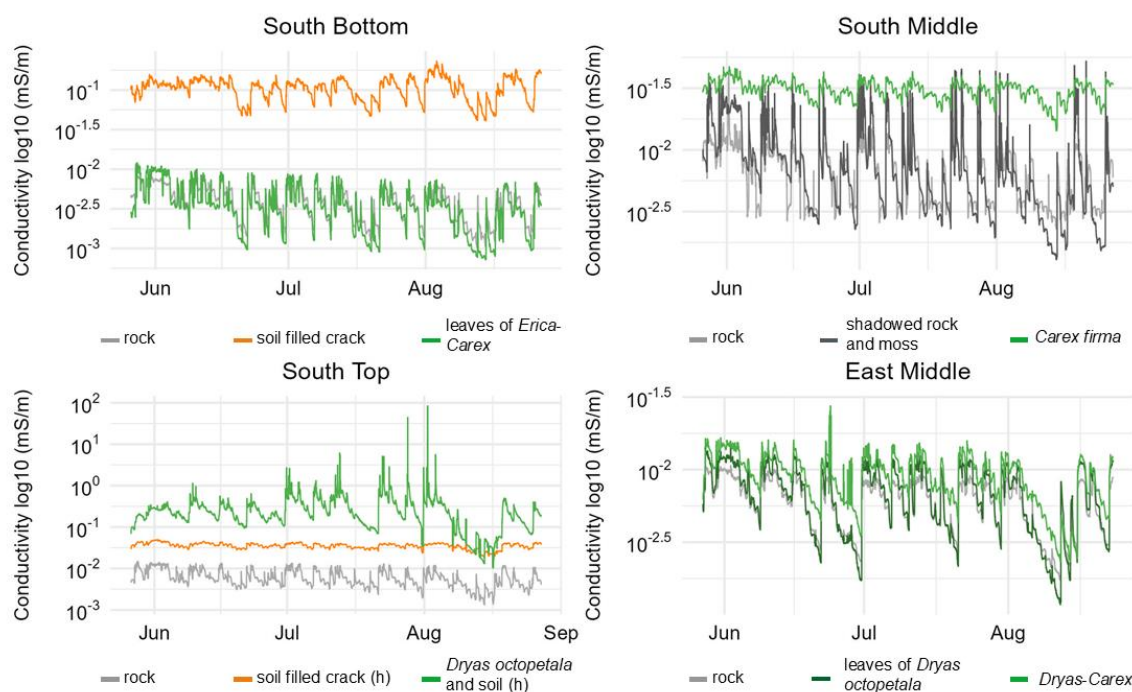 South Bottom
Conductivity log10 (mS/m)
10^-1
10^-1.5
10^-2
10^-2.5
10^-3
Jun Jul Aug
rock
soil filled crack
leaves of Erica-
Carex
South Middle
Conductivity log10 (mS/m)
10^-1.5
10^-2
10^-2.5
Jun Jul Aug
rock
shadowed rock
and moss
Carex firma
South Top
Conductivity log10 (mS/m)
10^2
10^1
10^0
10^-1
10^-2
10^-3
Jun Jul Aug Sep
rock
soil filled crack (h)
Dryas octopetala
and soil (h)
East Middle
Conductivity log10 (mS/m)
10^-1.5
10^-2
10^-2.5
Jun Jul Aug
rock
leaves of Dryas
octopetala
Dryas-Carex